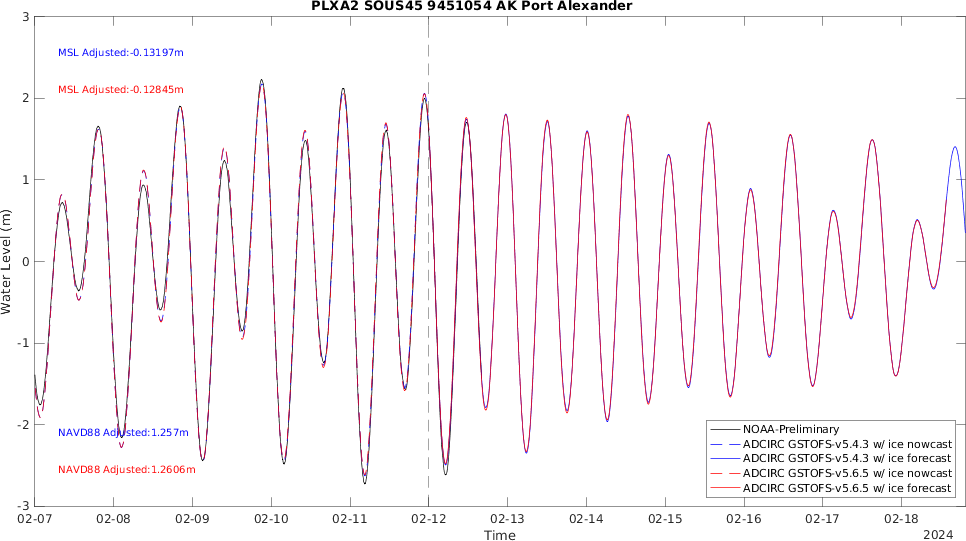 PLXA2 SOUS45 9451054 AK Port Alexander
3
2
1
0
-1
-2
-3
Water Level (m)
MSL Adjusted:-0.13197m
MSL Adjusted:-0.12845m
NAVD88 Adjusted:1.257m
NAVD88 Adjusted:1.2606m
NOAA-Preliminary
ADCIRC GSTOFS-v5.4.3 w/ ice nowcast
ADCIRC GSTOFS-v5.4.3 w/ ice forecast
ADCIRC GSTOFS-v5.6.5 w/ ice nowcast
ADCIRC GSTOFS-v5.6.5 w/ ice forecast
02-07 02-08 02-09 02-10 02-11 02-12 02-13 02-14 02-15 02-16 02-17 02-18
Time
2024